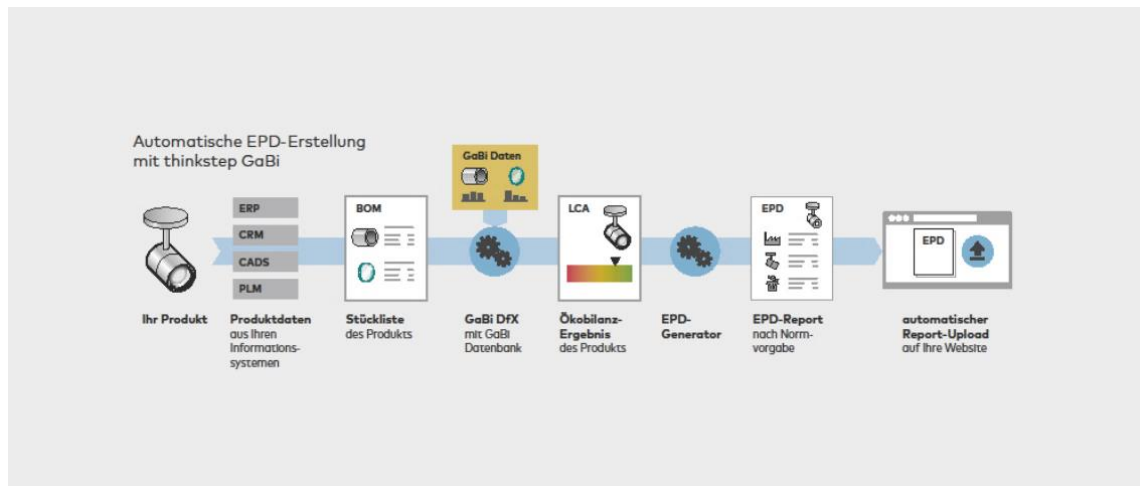 Automatische EPD-Erstellung
mit thinkstep GaBi
GaBi Daten
ERP
CRM
CADS
PLM
BOM
LCA
EPD
EPD
Ihr Produkt
Produktdaten
aus Ihren
Informations-
systemen
Stückliste
des Produkts
GaBi DfX
mit GaBi
Datenbank
Ökobilanz-
Ergebnis
des Produkts
EPD-
Generator
EPD-Report
nach Norm-
vorgabe
automatischer
Report-Upload
auf Ihre Website